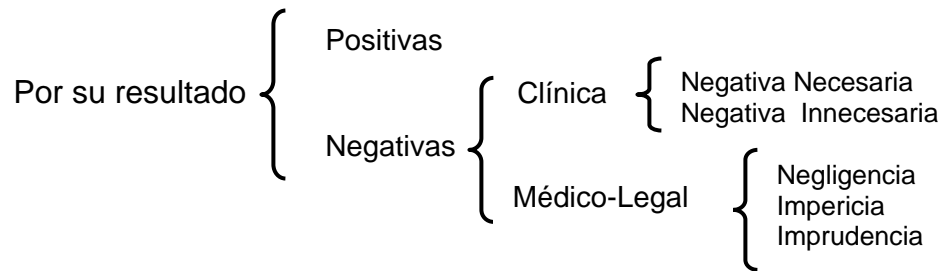 Por su resultado
Positivas
Negativas
Clínica
Negativa Necesaria
Negativa Innecesaria
Médico-Legal
Negligencia
Impericia
Imprudencia